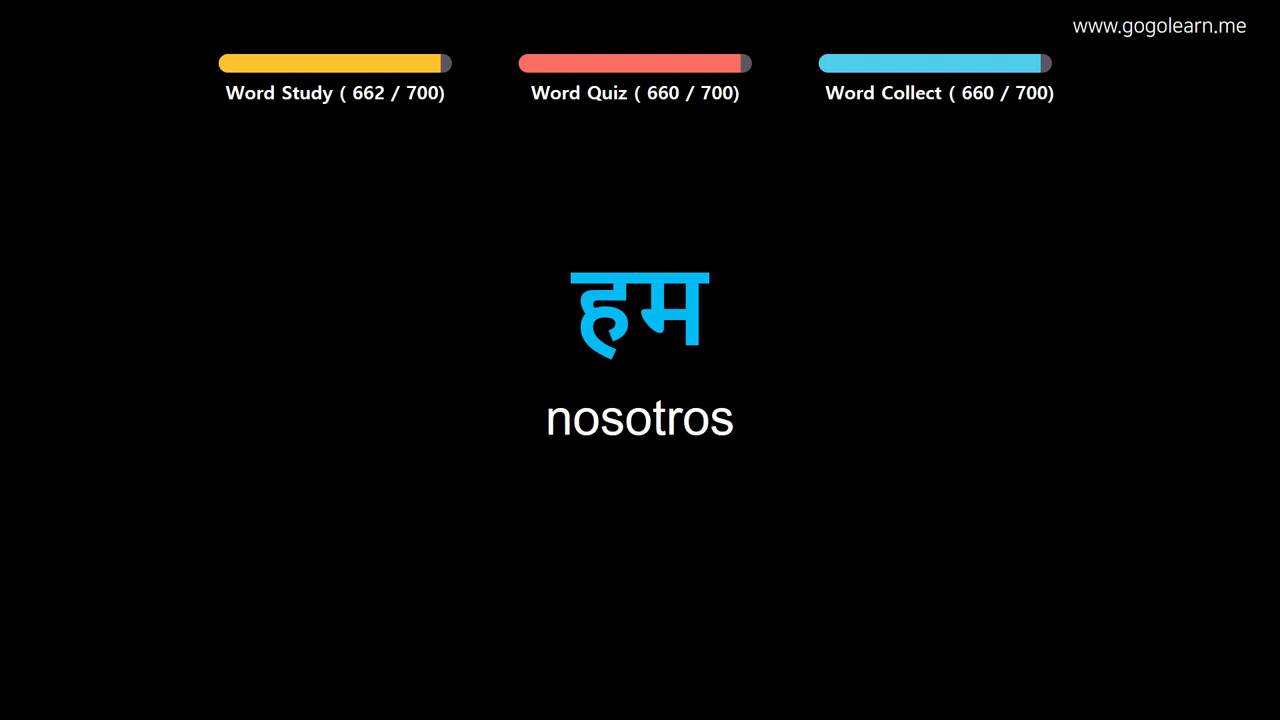 www.gogolearn.me
Word Study ( 662 / 700)
Word Quiz ( 660 / 700)
Word Collect ( 660 / 700)
हम
nosotros